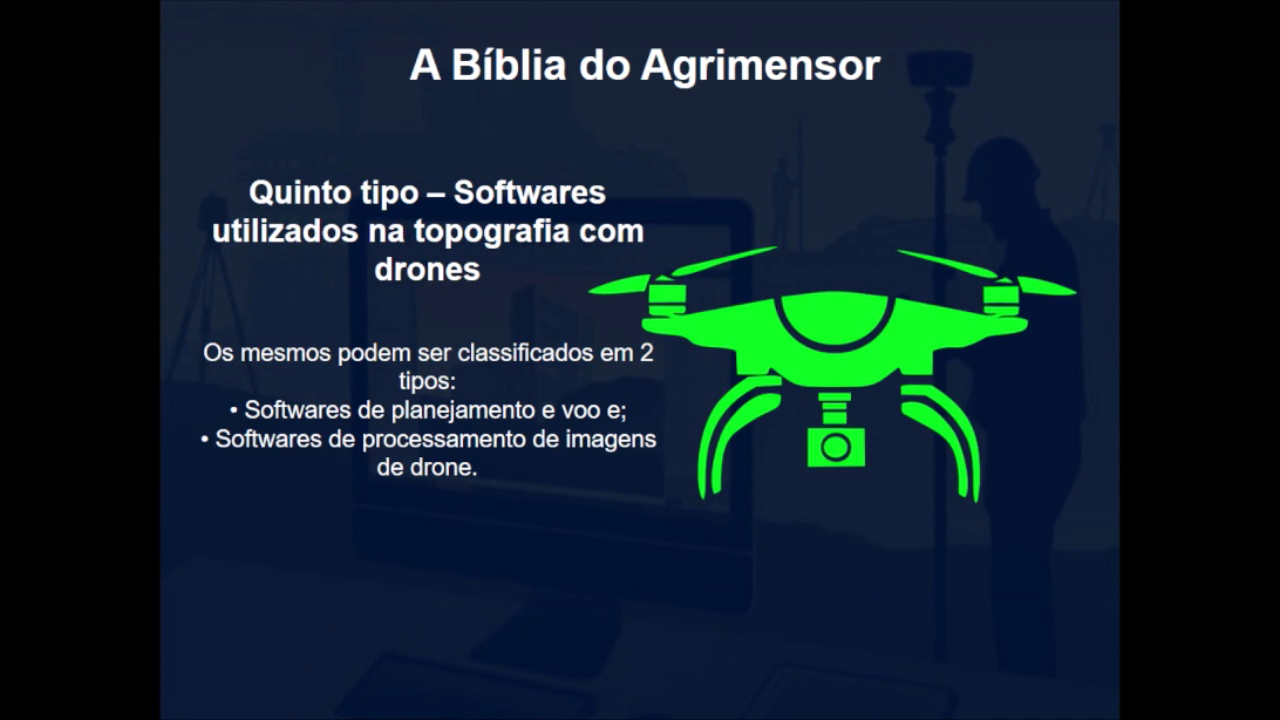 A Bíblia do Agrimensor
Quinto tipo – Softwares
utilizados na topografia com
drones
Os mesmos podem ser classificados em 2
tipos:
• Softwares de planejamento e voo e;
• Softwares de processamento de imagens
de drone.